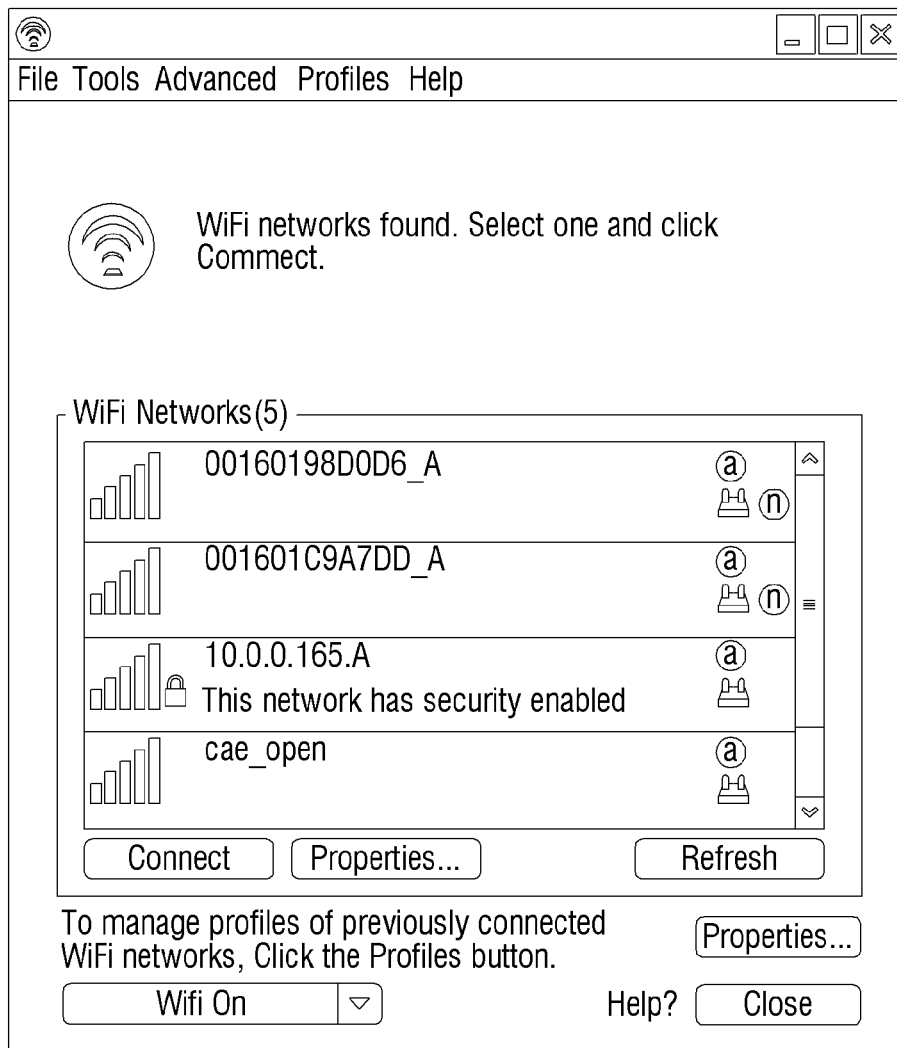 File Tools Advanced Profiles Help
WiFi networks found. Select one and click
Commect.
WiFi Networks(5)
00160198D0D6_A
a
n
001601C9A7DD_A
a
n
10.0.0.165.A
a
This network has security enabled
cae_open
a
Connect Properties... Refresh
To manage profiles of previously connected
WiFi networks, Click the Profiles button.
Properties...
Wifi On Help? Close